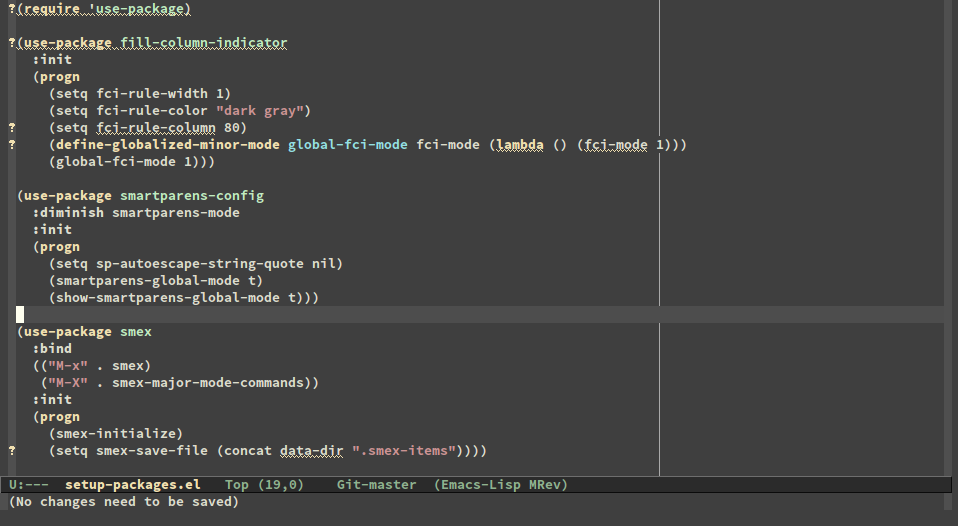 ?(require 'use-package)

?(use-package fill-column-indicator
  :init
  (progn
    (setq fci-rule-width 1)
    (setq fci-rule-color "dark gray")
?    (setq fci-rule-column 80)
?    (define-globalized-minor-mode global-fci-mode fci-mode (lambda () (fci-mode 1)))
    (global-fci-mode 1)))

(use-package smartparens-config
  :diminish smartparens-mode
  :init
  (progn
    (setq sp-autoescape-string-quote nil)
    (smartparens-global-mode t)
    (show-smartparens-global-mode t)))

(use-package smex
  :bind
  (("M-x" . smex)
   ("M-X" . smex-major-mode-commands))
  :init
  (progn
    (smex-initialize)
?    (setq smex-save-file (concat data-dir ".smex-items"))))
U:---  setup-packages.el   Top (19,0)    Git-master  (Emacs-Lisp MRev)
(No changes need to be saved)